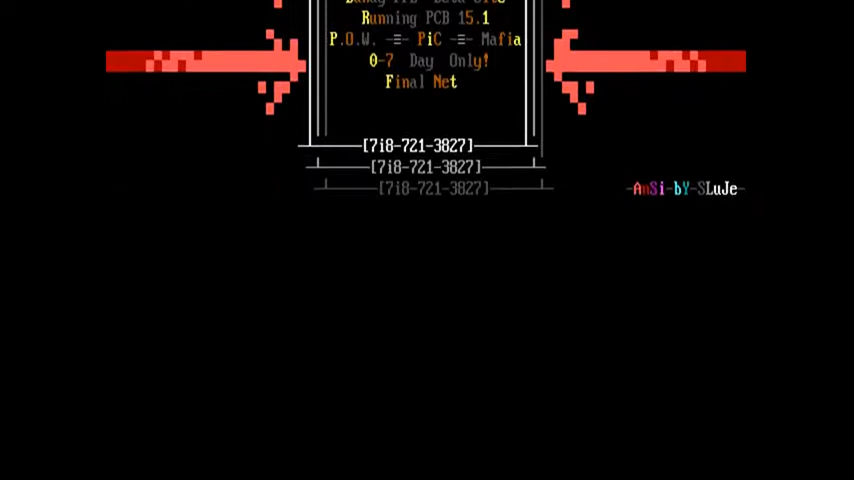 Running PCB 15.1
P.O.W. -≡- PiC -≡- Mafia
0-7 Day Only!
Final Net
[7i8-721-3827]
[7i8-721-3827]
[7i8-721-3827]
AnSi-bY-SLuJe